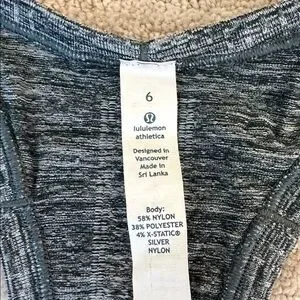 6
lululemon
athletica
Designed in
Vancouver
Made in
Sri Lanka
Body:
58% NYLON
38% POLYESTER
4% X-STATIC®
SILVER
NYLON